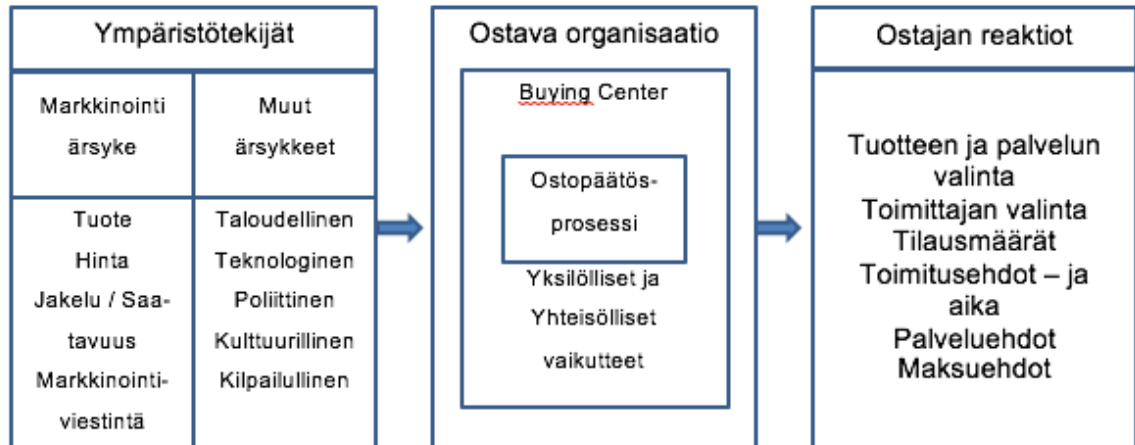 Ympäristötekijät
Markkinointi
ärsyke
Muut
ärsykkeet
Tuote
Hinta
Jakelu / Saa-
tavuus
Markkinointi-
viestintä
Taloudellinen
Teknologinen
Poliittinen
Kulttuurillinen
Kilpailullinen
Ostava organisaatio
Buying Center
Ostopäätös-
prosessi
Yksilölliset ja
Yhteisölliset
vaikutteet
Ostajan reaktiot
Tuotteen ja palvelun
valinta
Toimittajan valinta
Tilausmäärät
Toimitusehdot – ja
aika
Palveluehdot
Maksuehdot